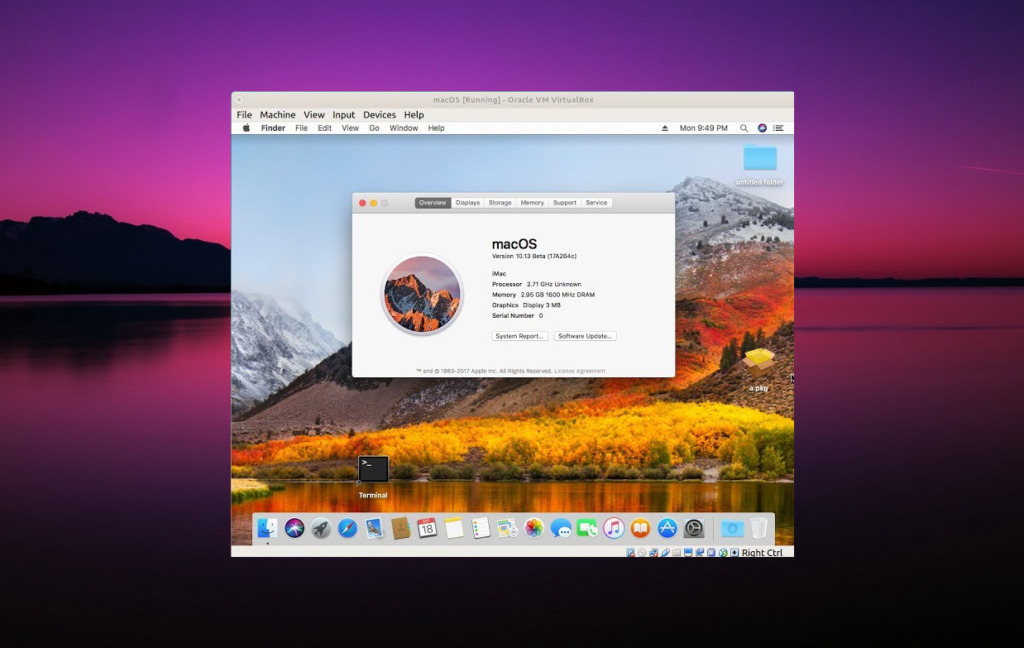 macOS [Running] - Oracle VM VirtualBox
File Machine View Input Devices Help
Finder File Edit View Go Window Help Mon 9:49 PM
untitled folder
Overview Displays Storage Memory Support Service
macOS
Version 10.13 Beta (17A264c)
iMac
Processor 2.71 GHz Unknown
Memory 2.95 GB 1600 MHz DRAM
Graphics Display 3 MB
Serial Number 0
System Report... Software Update...
™ and © 1983-2017 Apple Inc. All Rights Reserved. License Agreement
a.pkg
>_
Terminal
18
Right Ctrl